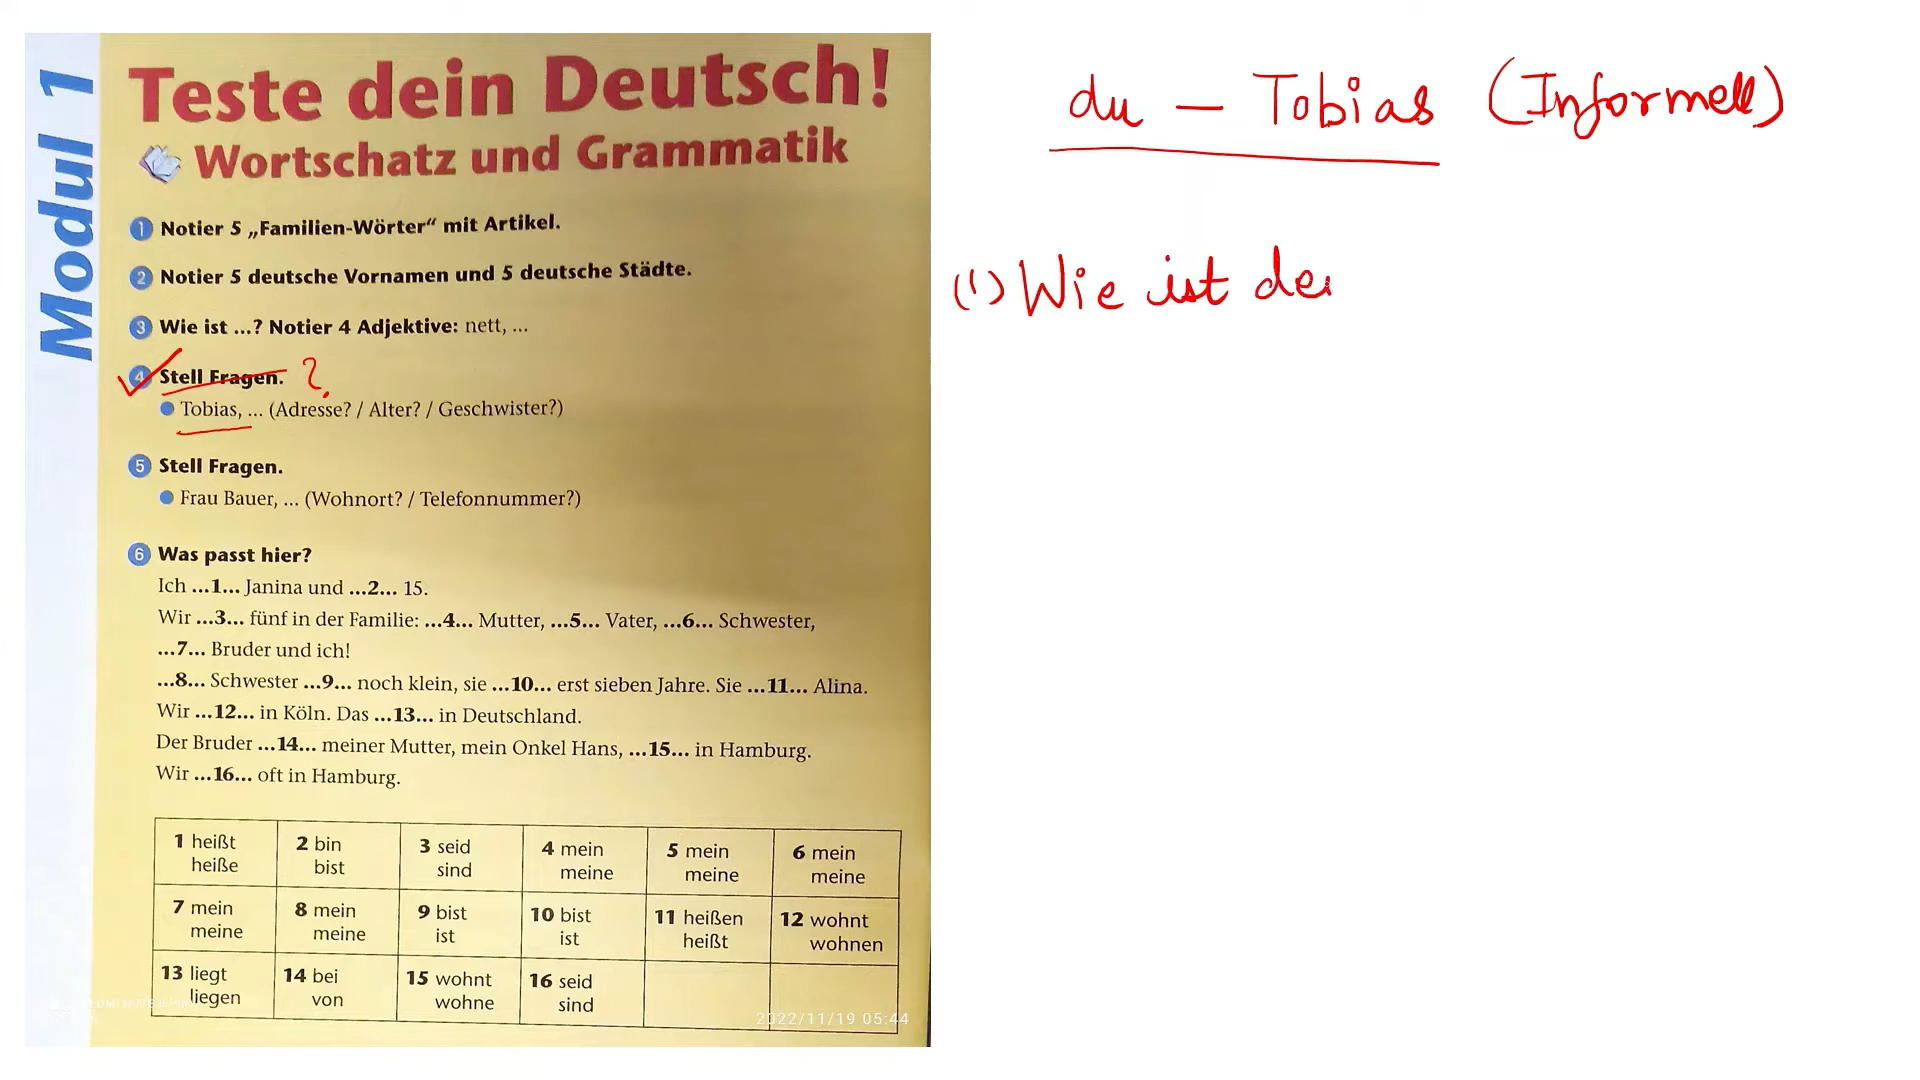 Modul 1
Teste dein Deutsch!
Wortschatz und Grammatik
1 Notier 5 „Familien-Wörter“ mit Artikel.
2 Notier 5 deutsche Vornamen und 5 deutsche Städte.
3 Wie ist ...? Notier 4 Adjektive: nett, ...
4 Stell Fragen. ?
Tobias, ... (Adresse? / Alter? / Geschwister?)
5 Stell Fragen.
Frau Bauer, ... (Wohnort? / Telefonnummer?)
6 Was passt hier?
Ich ...1... Janina und ...2... 15.
Wir ...3... fünf in der Familie: ...4... Mutter, ...5... Vater, ...6... Schwester,
...7... Bruder und ich!
...8... Schwester ...9... noch klein, sie ...10... erst sieben Jahre. Sie ...11... Alina.
Wir ...12... in Köln. Das ...13... in Deutschland.
Der Bruder ...14... meiner Mutter, mein Onkel Hans, ...15... in Hamburg.
Wir ...16... oft in Hamburg.
1 heißt 2 bin 3 seid 4 mein 5 mein 6 mein
heiße bist sind meine meine meine
7 mein 8 mein 9 bist 10 bist 11 heißen 12 wohnt
meine meine ist ist heißt wohnen
13 liegt 14 bei 15 wohnt 16 seid
liegen von wohne sind
2022/11/19 05:44
du – Tobias (Informell)
(1) Wie ist dei